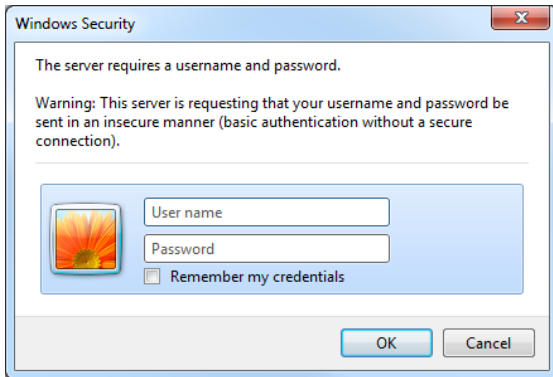 Windows Security
The server requires a username and password.
Warning: This server is requesting that your username and password be
sent in an insecure manner (basic authentication without a secure
connection).
User name
Password
Remember my credentials
OK Cancel